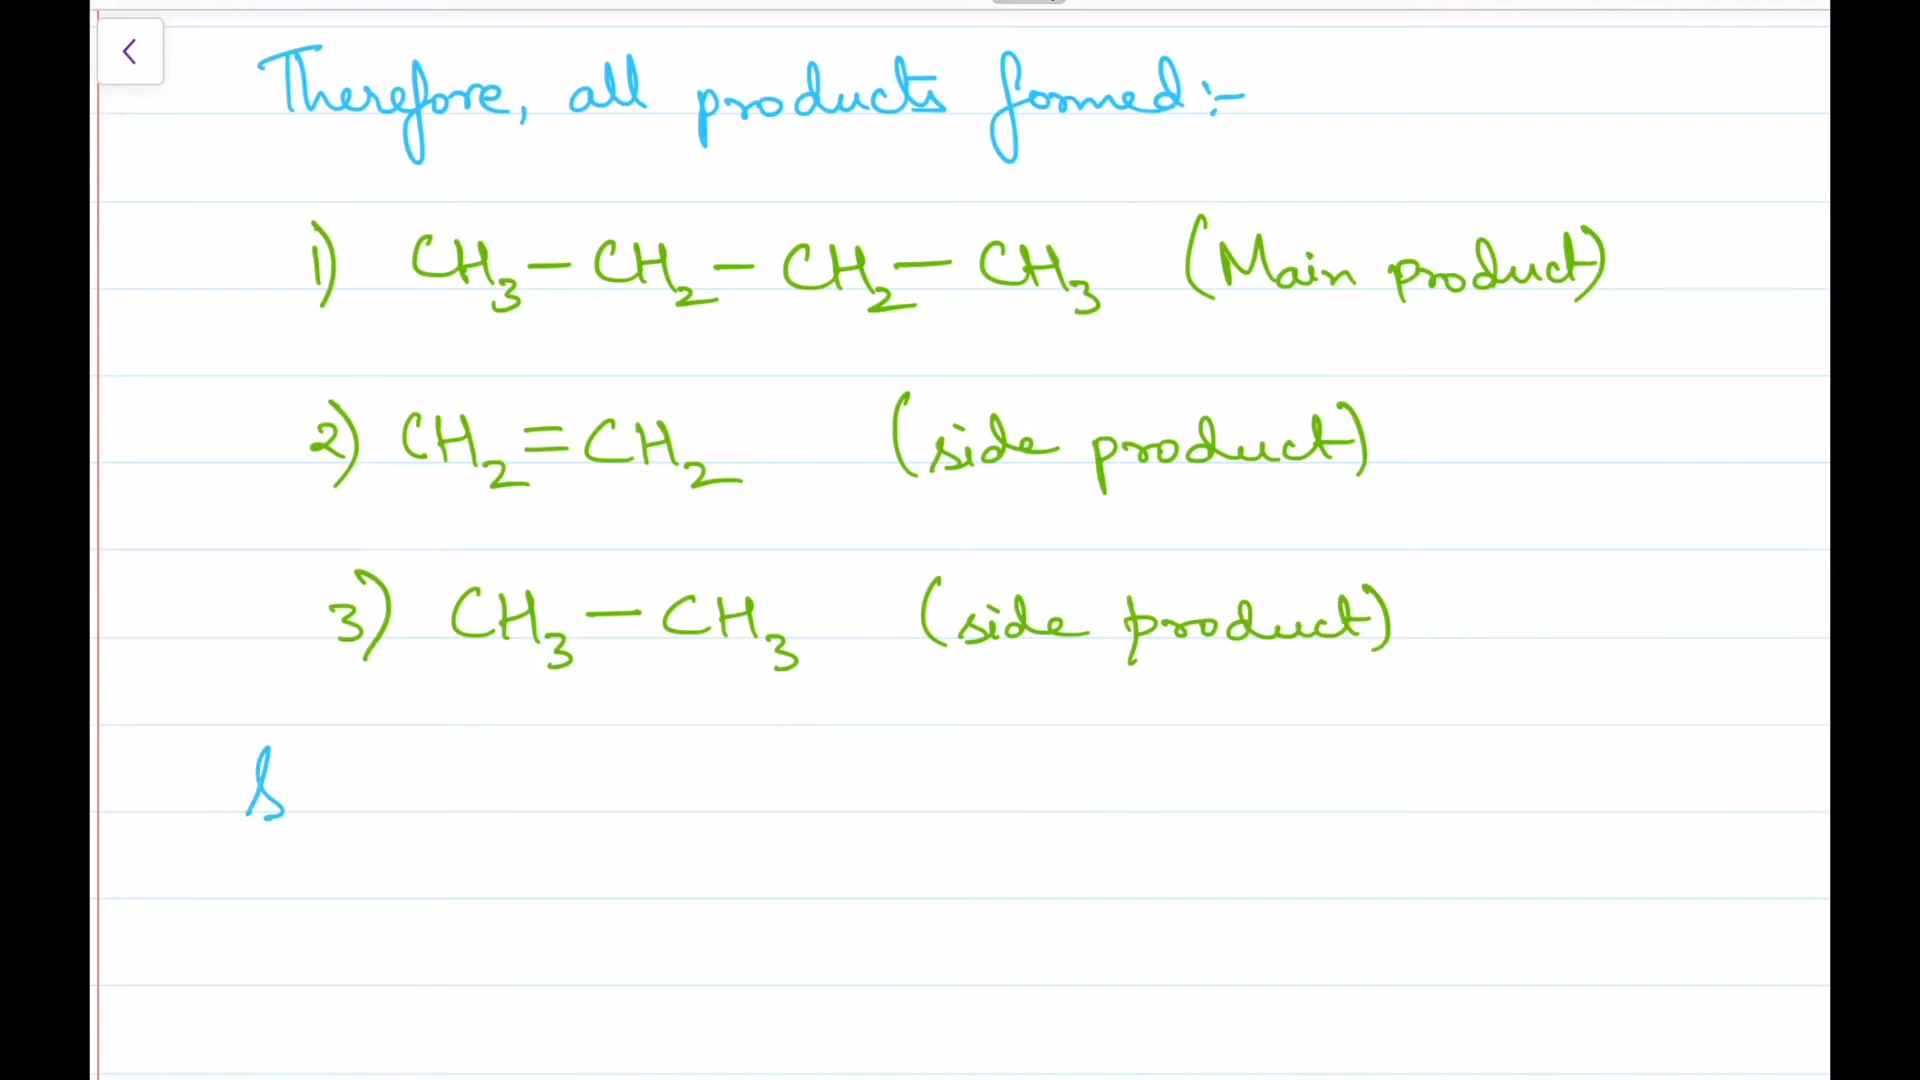 Therefore, all products formed:-
1) CH₃-CH₂-CH₂-CH₃ (Main product)
2) CH₂=CH₂ (side product)
3) CH₃-CH₃ (side product)